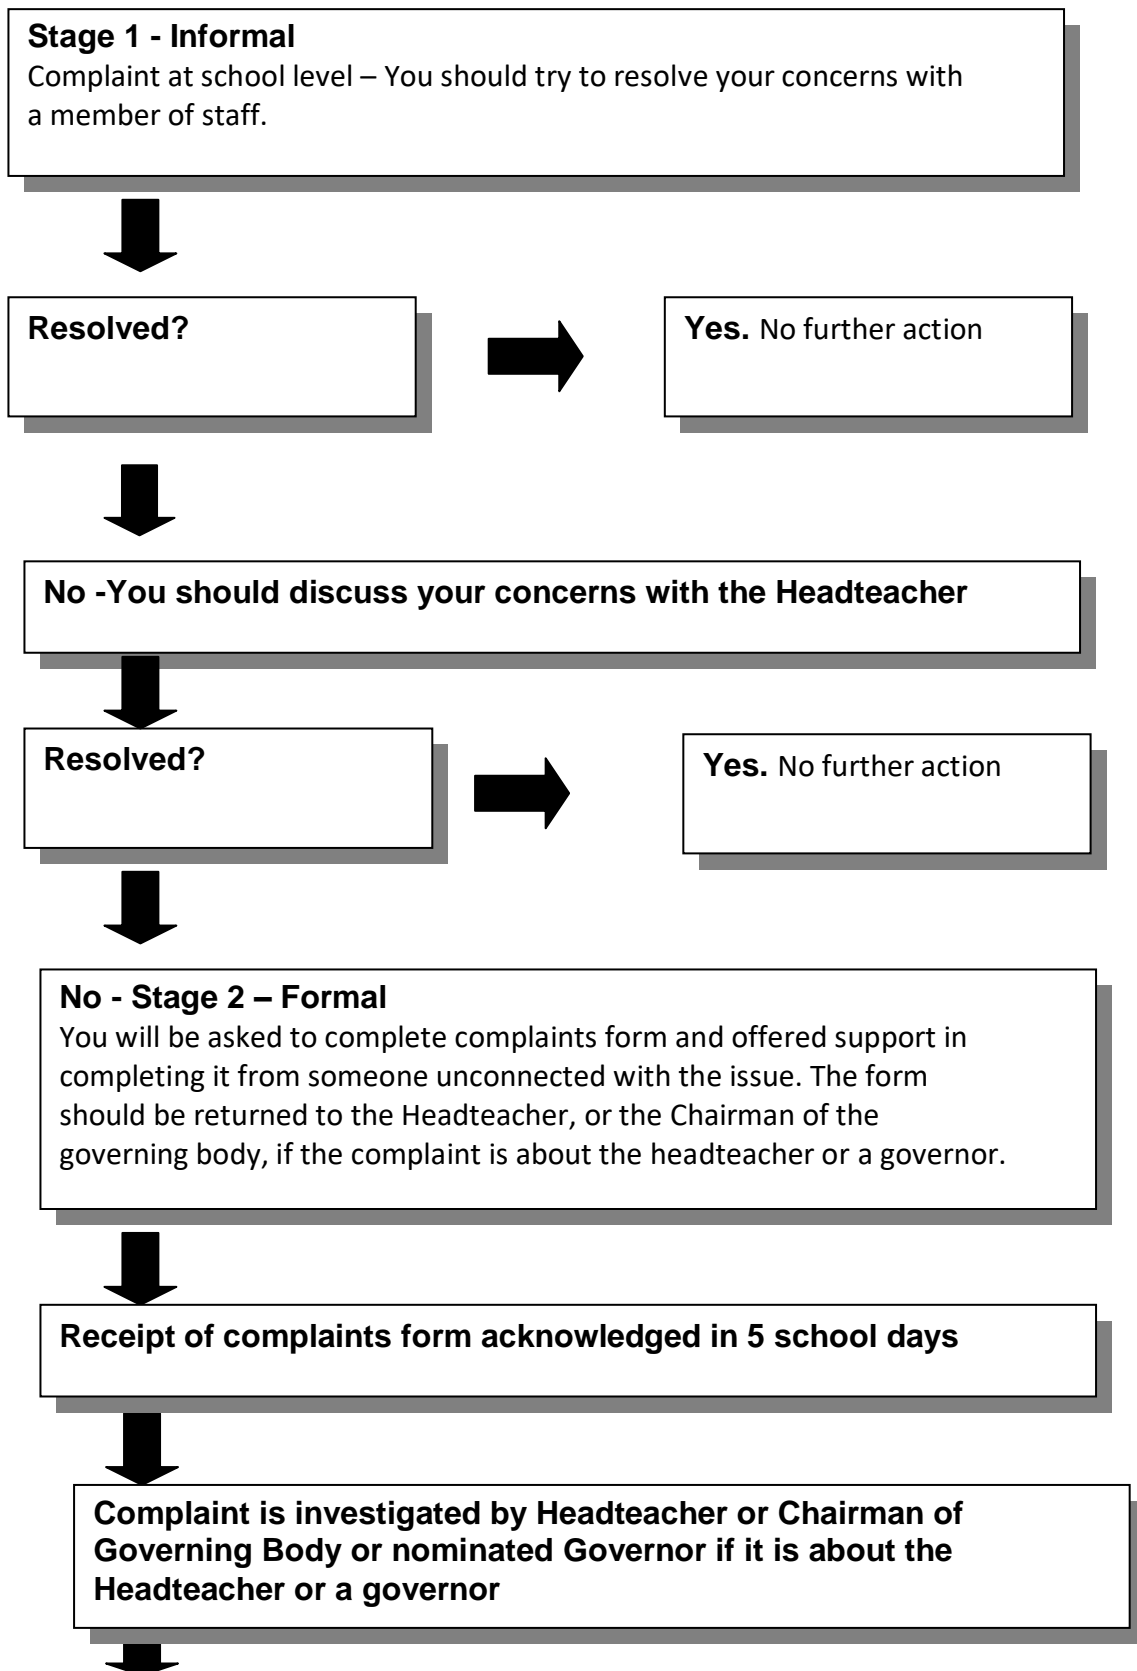 Stage 1 - Informal
Complaint at school level – You should try to resolve your concerns with
a member of staff.
Resolved?
Yes. No further action
No -You should discuss your concerns with the Headteacher
Resolved?
Yes. No further action
No - Stage 2 – Formal
You will be asked to complete complaints form and offered support in
completing it from someone unconnected with the issue. The form
should be returned to the Headteacher, or the Chairman of the
governing body, if the complaint is about the headteacher or a governor.
Receipt of complaints form acknowledged in 5 school days
Complaint is investigated by Headteacher or Chairman of
Governing Body or nominated Governor if it is about the
Headteacher or a governor